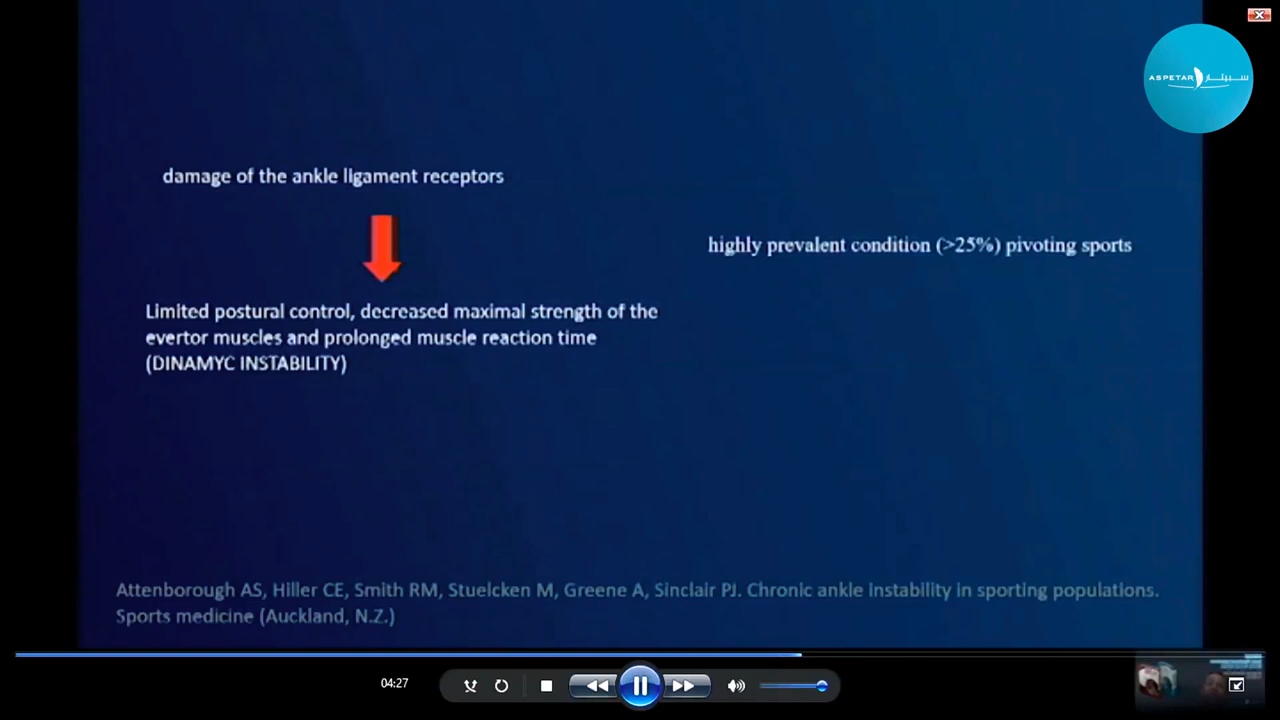 ASPETAR سبيتار
damage of the ankle ligament receptors
highly prevalent condition (>25%) pivoting sports
Limited postural control, decreased maximal strength of the
evertor muscles and prolonged muscle reaction time
(DINAMYC INSTABILITY)
Attenborough AS, Hiller CE, Smith RM, Stuelcken M, Greene A, Sinclair PJ. Chronic ankle instability in sporting populations.
Sports medicine (Auckland, N.Z.)
04:27